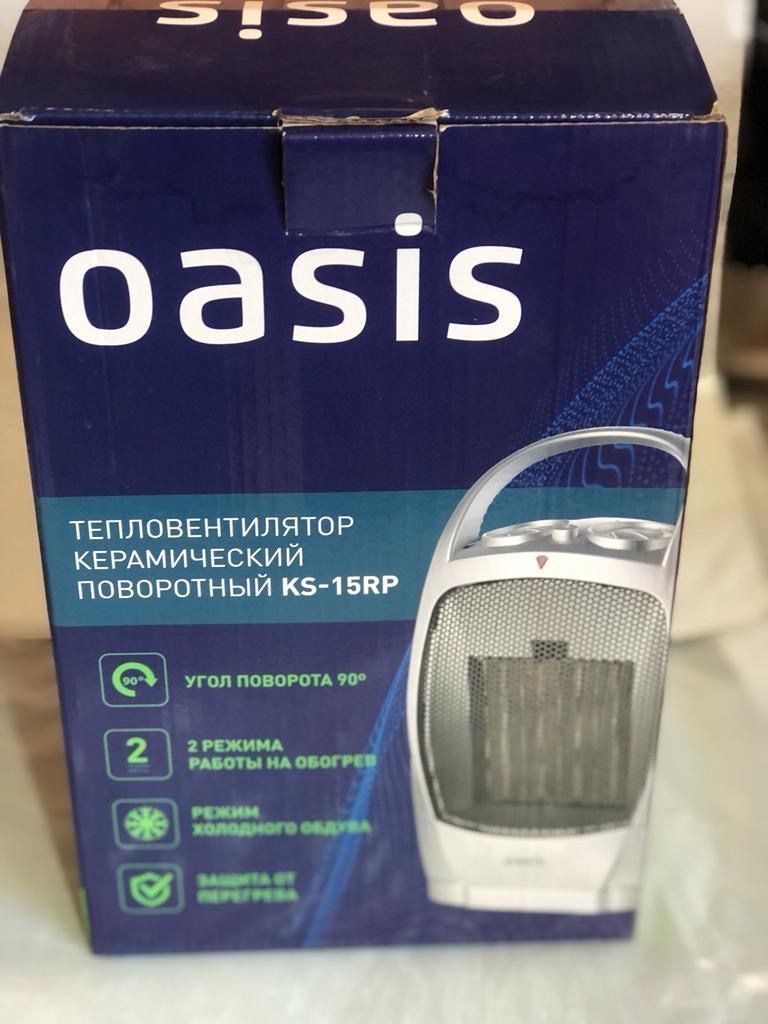 oasis
oasis
ТЕПЛОВЕНТИЛЯТОР
КЕРАМИЧЕСКИЙ
ПОВОРОТНЫЙ KS-15RP
90°
УГОЛ ПОВОРОТА 90°
2
2 РЕЖИМА
РАБОТЫ НА ОБОГРЕВ
РЕЖИМ
ХОЛОДНОГО ОБДУВА
ЗАЩИТА ОТ
ПЕРЕГРЕВА